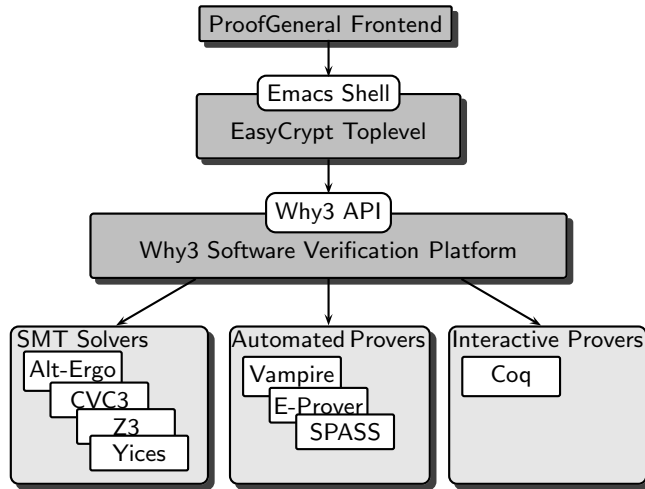 ProofGeneral Frontend
Emacs Shell
EasyCrypt Toplevel
Why3 API
Why3 Software Verification Platform
SMT Solvers
Alt-Ergo
CVC3
Z3
Yices
Automated Provers
Vampire
E-Prover
SPASS
Interactive Provers
Coq